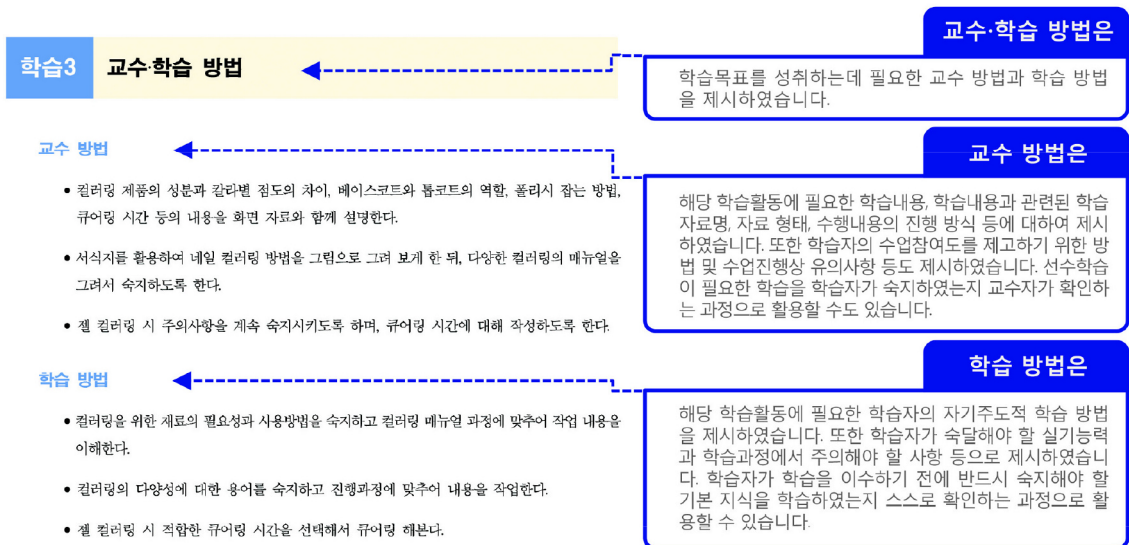 학습3 교수·학습 방법
교수 방법
• 컬러링 제품의 성분과 칼라별 점도의 차이, 베이스코트와 톱코트의 역할, 폴리시 잡는 방법,
큐어링 시간 등의 내용을 화면 자료와 함께 설명한다.
• 서식지를 활용하여 네일 컬러링 방법을 그림으로 그려 보게 한 뒤, 다양한 컬러링의 매뉴얼을
그려서 숙지하도록 한다.
• 젤 컬러링 시 주의사항을 계속 숙지시키도록 하며, 큐어링 시간에 대해 작성하도록 한다.
학습 방법
• 컬러링을 위한 재료의 필요성과 사용방법을 숙지하고 컬러링 메뉴얼 과정에 맞추어 작업 내용을
이해한다.
• 컬러링의 다양성에 대한 용어를 숙지하고 진행과정에 맞추어 내용을 작업한다.
• 젤 컬러링 시 적합한 큐어링 시간을 선택해서 큐어링 해본다.
교수·학습 방법은
학습목표를 성취하는데 필요한 교수 방법과 학습 방법
을 제시하였습니다.
교수 방법은
해당 학습활동에 필요한 학습내용, 학습내용과 관련된 학습
자료명, 자료 형태, 수행내용의 진행 방식 등에 대하여 제시
하였습니다. 또한 학습자의 수업참여도를 제고하기 위한 방
법 및 수업진행상 유의사항 등도 제시하였습니다. 선수학습
이 필요한 학습을 학습자가 숙지하였는지 교수자가 확인하
는 과정으로 활용할 수도 있습니다.
학습 방법은
해당 학습활동에 필요한 학습자의 자기주도적 학습 방법
을 제시하였습니다. 또한 학습자가 숙달해야 할 실기능력
과 학습과정에서 주의해야 할 사항 등으로 제시하였습니
다. 학습자가 학습을 이수하기 전에 반드시 숙지해야 할
기본 지식을 학습하였는지 스스로 확인하는 과정으로 활
용할 수 있습니다.